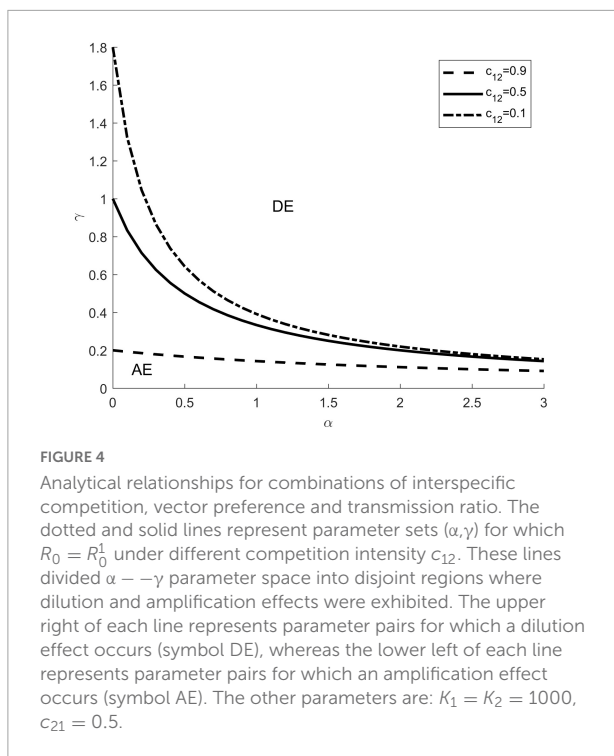 1.8
1.6
1.4
1.2
1
0.8
0.6
0.4
0.2
0
γ
c12=0.9
c12=0.5
c12=0.1
DE
AE
0 0.5 1 1.5 2 2.5 3
α
FIGURE 4
Analytical relationships for combinations of interspecific
competition, vector preference and transmission ratio. The
dotted and solid lines represent parameter sets (α,γ) for which
R₀ = R₀¹ under different competition intensity c₁₂. These lines
divided α − −γ parameter space into disjoint regions where
dilution and amplification effects were exhibited. The upper
right of each line represents parameter pairs for which a dilution
effect occurs (symbol DE), whereas the lower left of each line
represents parameter pairs for which an amplification effect
occurs (symbol AE). The other parameters are: K₁ = K₂ = 1000,
c₂₁ = 0.5.